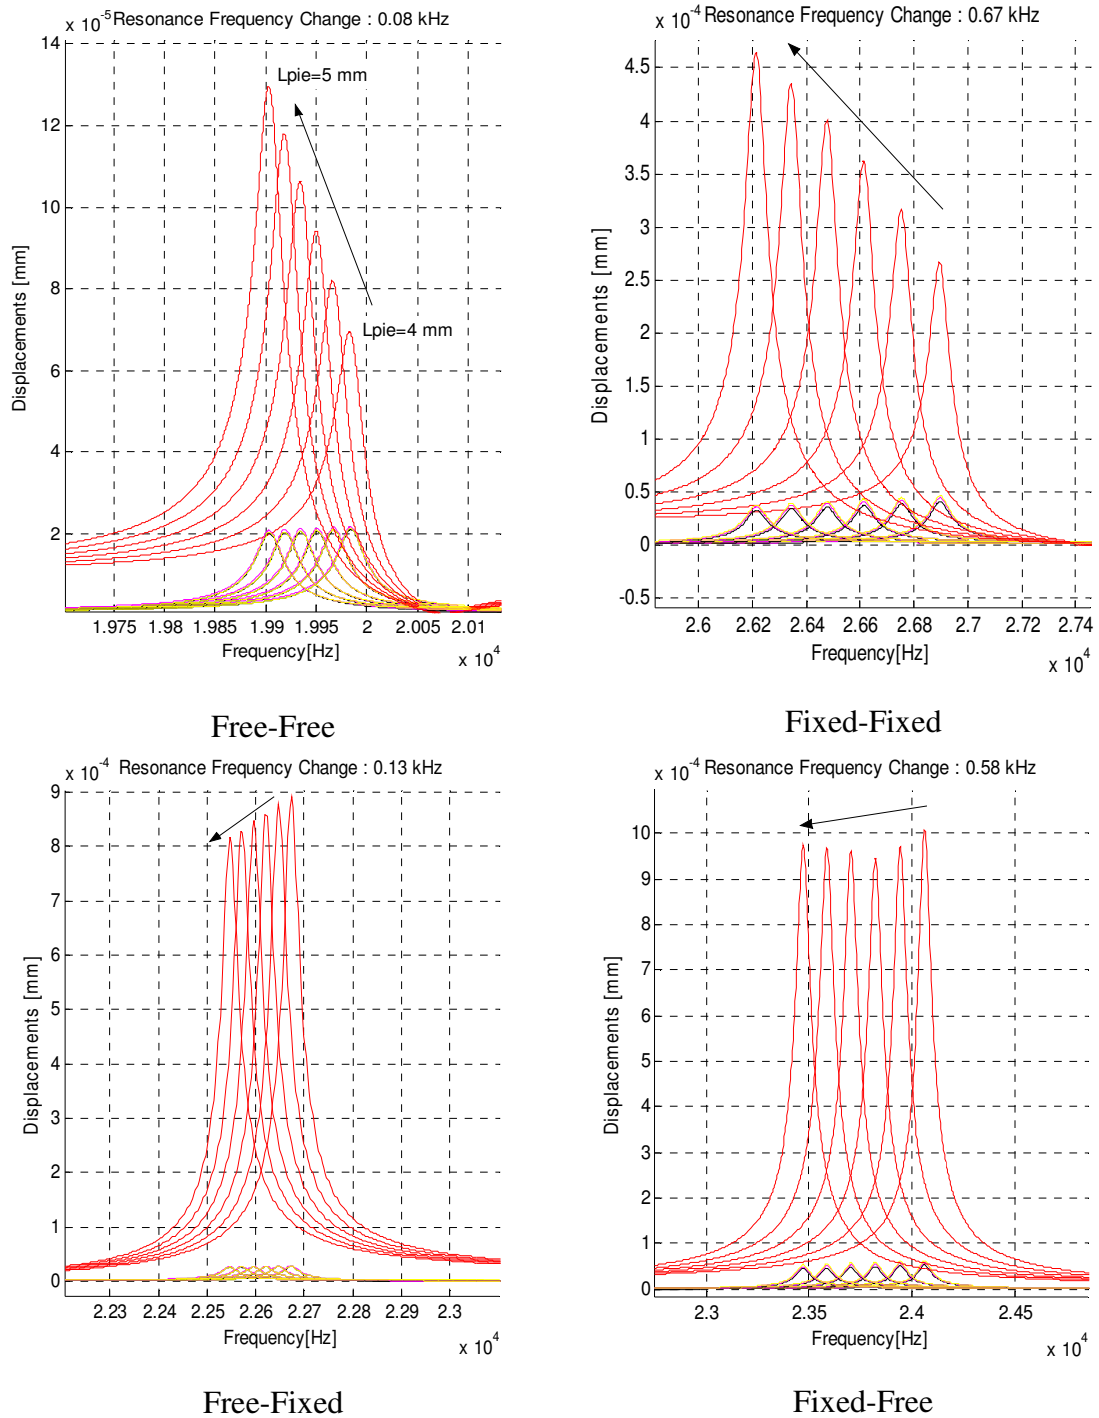 x 10-5 Resonance Frequency Change : 0.08 kHz
14
12
10
8
6
4
2
Displacements [mm]
Lpie=5 mm
Lpie=4 mm
1.975 1.98 1.985 1.99 1.995 2 2.005 2.01
Frequency[Hz]
x 10^4
Free-Free
x 10-4 Resonance Frequency Change : 0.67 kHz
4.5
4
3.5
3
2.5
2
1.5
1
0.5
0
-0.5
Displacements [mm]
2.6 2.62 2.64 2.66 2.68 2.7 2.72 2.74
Frequency[Hz]
x 10^4
Fixed-Fixed
x 10-4 Resonance Frequency Change : 0.13 kHz
9
8
7
6
5
4
3
2
1
0
Displacements [mm]
2.23 2.24 2.25 2.26 2.27 2.28 2.29 2.3
Frequency[Hz]
x 10^4
Free-Fixed
x 10-4 Resonance Frequency Change : 0.58 kHz
10
9
8
7
6
5
4
3
2
1
0
Displacements [mm]
2.3 2.35 2.4 2.45
Frequency[Hz]
x 10^4
Fixed-Free